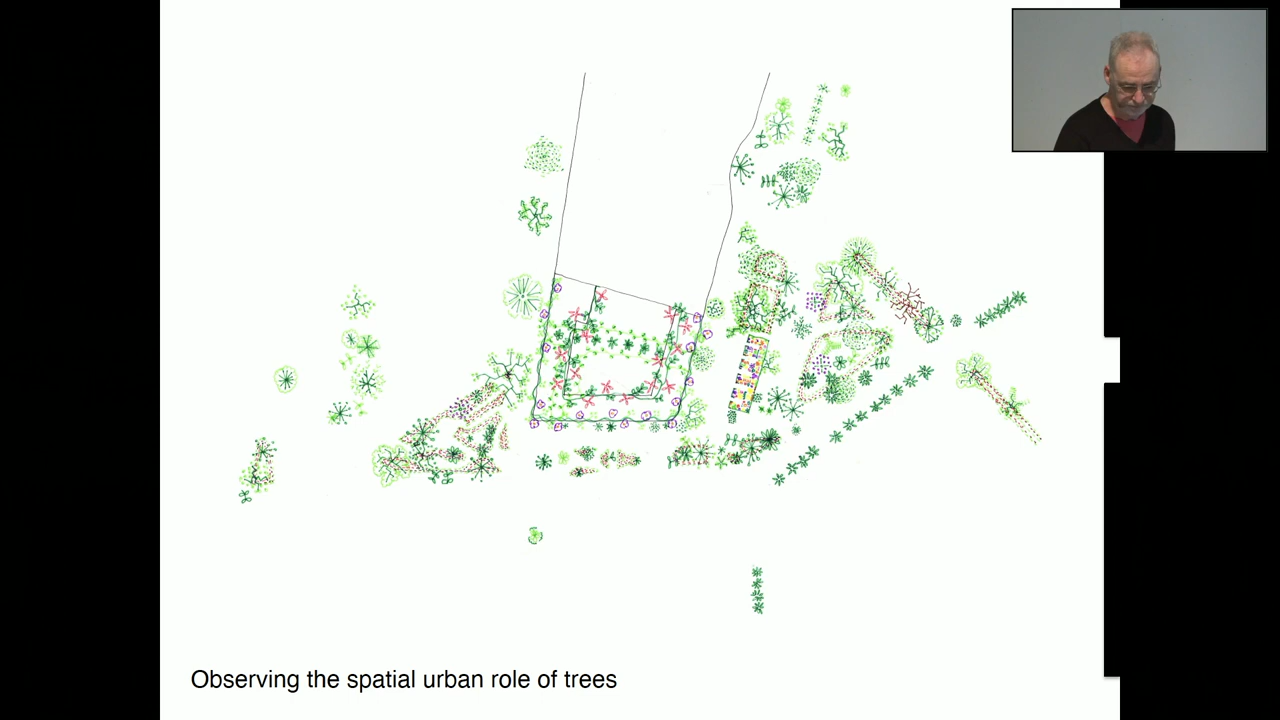 Observing the spatial urban role of trees